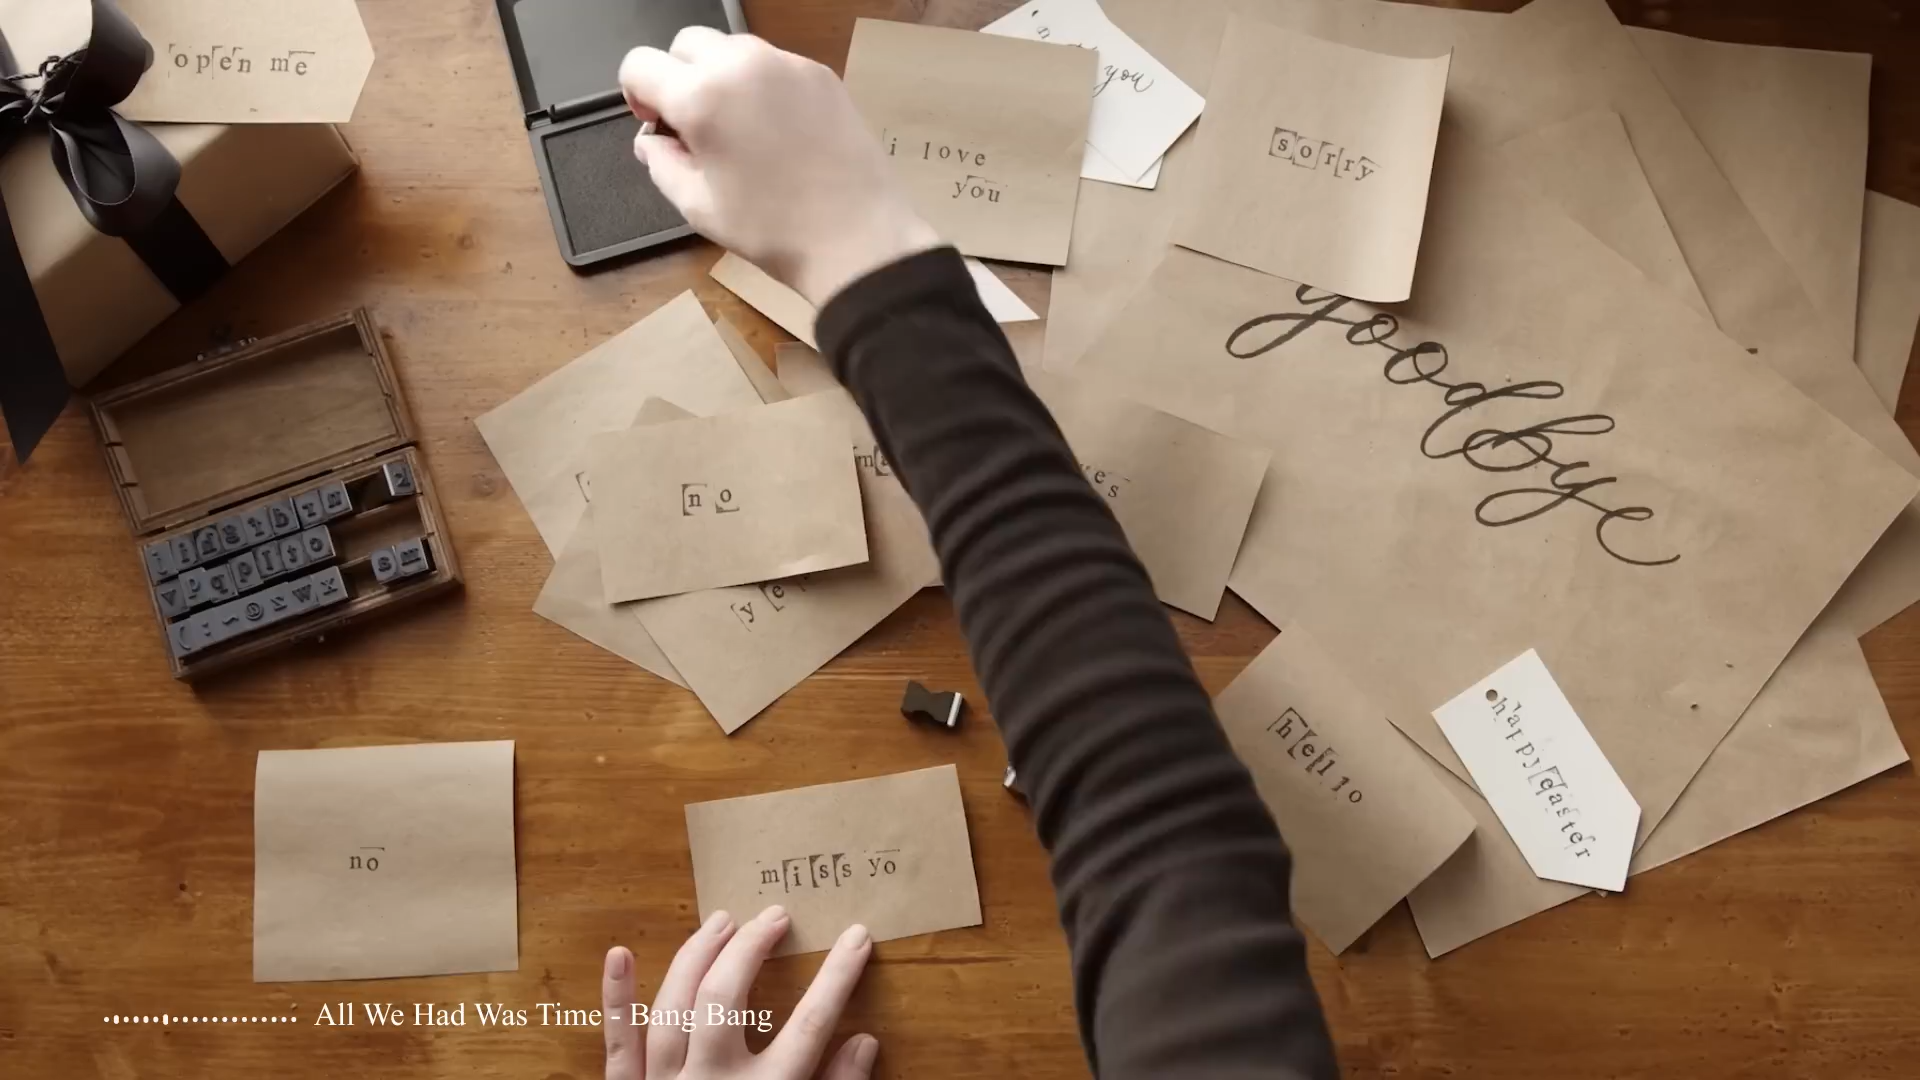 open me
you
i love
you
sorry
goodbye
no
hello
happy easter
no
miss yo
All We Had Was Time - Bang Bang